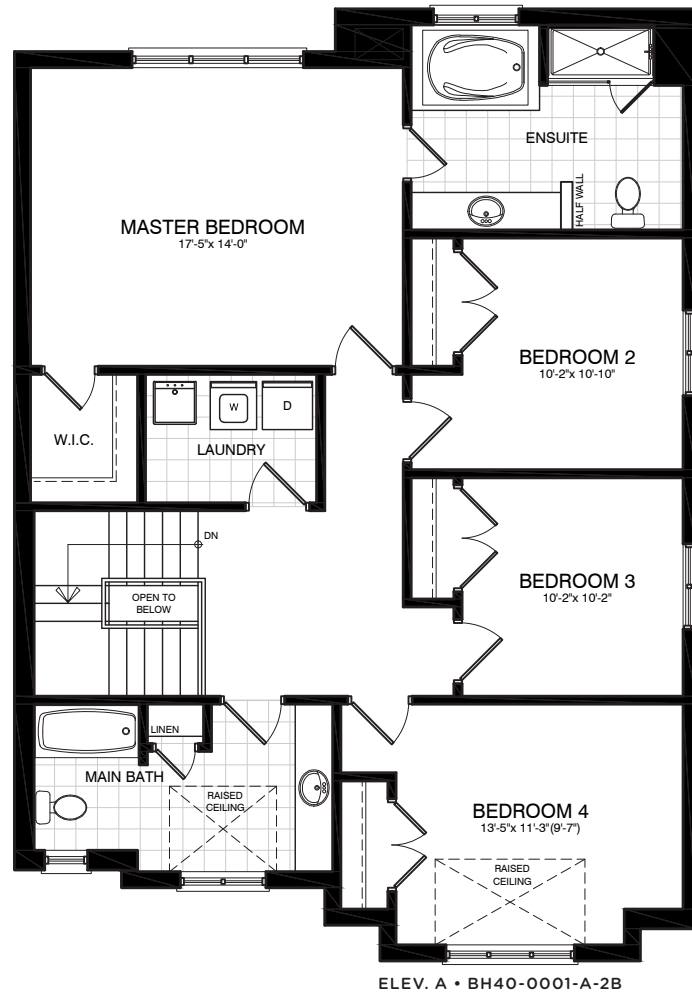 ENSUITE
HALF WALL
MASTER BEDROOM
17'-5"x 14'-0"
BEDROOM 2
10'-2"x 10'-10"
W D
W.I.C.
LAUNDRY
DN
OPEN TO
BELOW
BEDROOM 3
10'-2"x 10'-2"
LINEN
MAIN BATH
RAISED
CEILING
BEDROOM 4
13'-5"x 11'-3"(9'-7")
RAISED
CEILING
ELEV. A • BH40-0001-A-2B